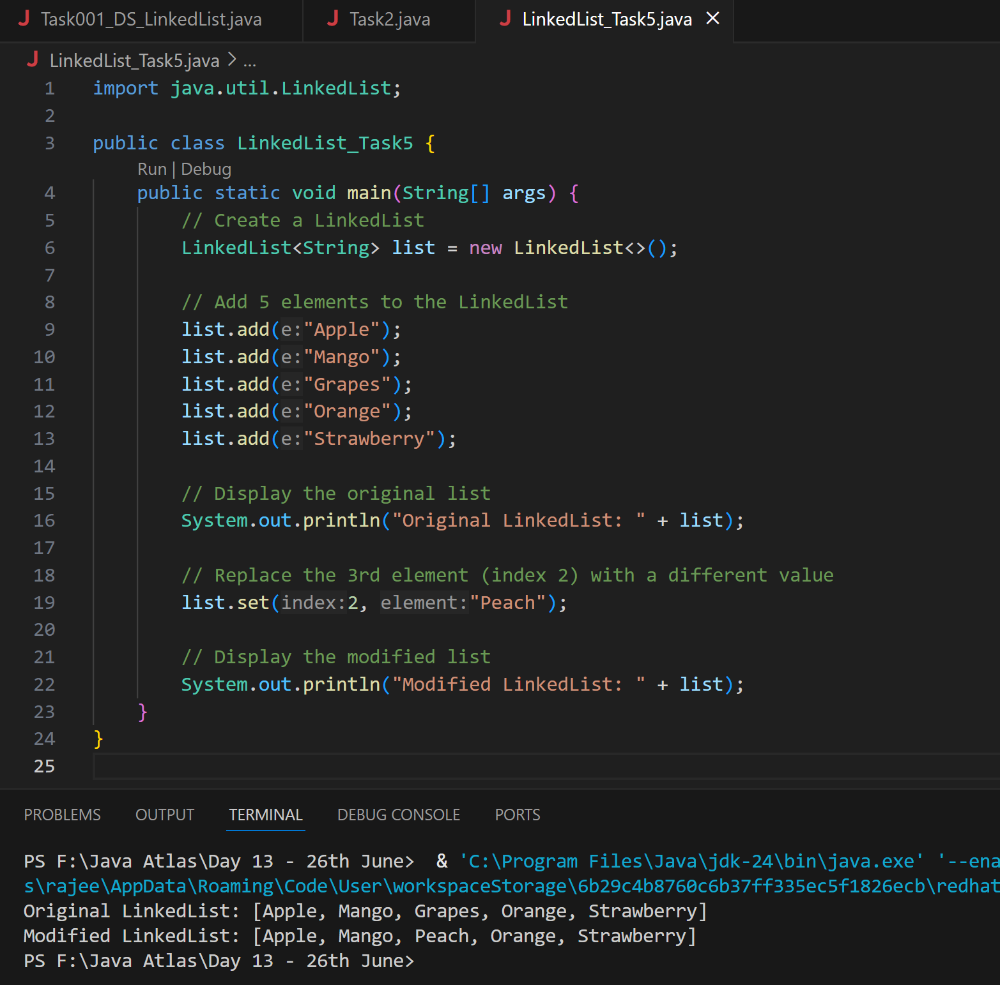 J Task001_DS_LinkedList.java J Task2.java J LinkedList_Task5.java ×
J LinkedList_Task5.java > ...
1 import java.util.LinkedList;
2
3 public class LinkedList_Task5 {
Run | Debug
4 public static void main(String[] args) {
5 // Create a LinkedList
6 LinkedList<String> list = new LinkedList<>();
7
8 // Add 5 elements to the LinkedList
9 list.add(e:"Apple");
10 list.add(e:"Mango");
11 list.add(e:"Grapes");
12 list.add(e:"Orange");
13 list.add(e:"Strawberry");
14
15 // Display the original list
16 System.out.println("Original LinkedList: " + list);
17
18 // Replace the 3rd element (index 2) with a different value
19 list.set(index:2, element:"Peach");
20
21 // Display the modified list
22 System.out.println("Modified LinkedList: " + list);
23 }
24 }
25
PROBLEMS OUTPUT TERMINAL DEBUG CONSOLE PORTS
PS F:\Java Atlas\Day 13 - 26th June> & 'C:\Program Files\Java\jdk-24\bin\java.exe' '--ena
s\rajee\AppData\Roaming\Code\User\workspaceStorage\6b29c4b8760c6b37ff335ec5f1826ecb\redhat
Original LinkedList: [Apple, Mango, Grapes, Orange, Strawberry]
Modified LinkedList: [Apple, Mango, Peach, Orange, Strawberry]
PS F:\Java Atlas\Day 13 - 26th June>